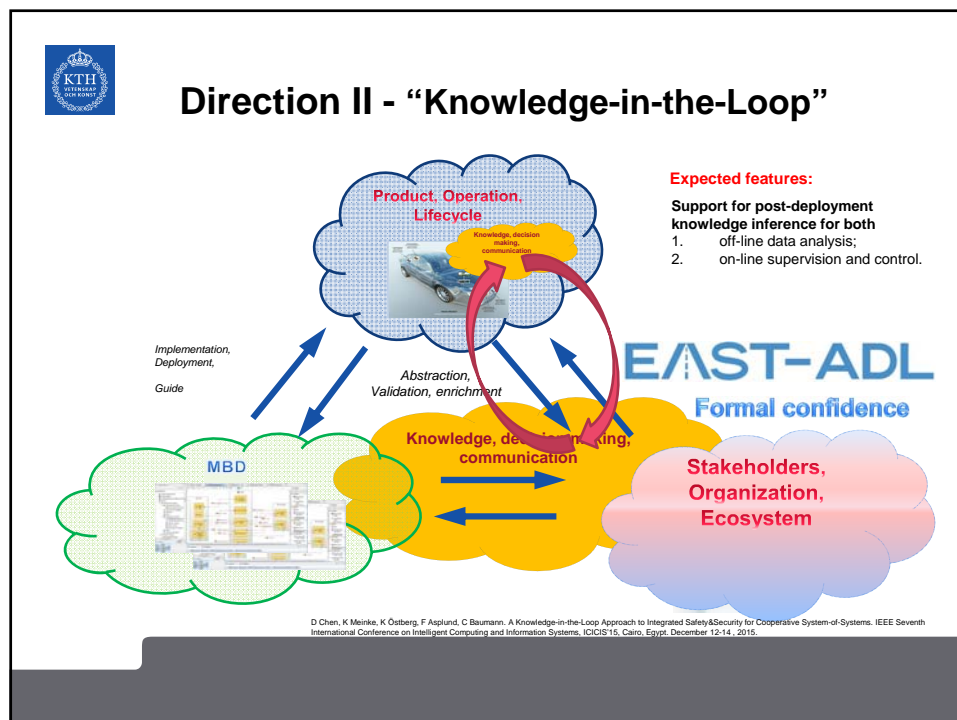 KTH
VETENSKAP
OCH KONST
Direction II - “Knowledge-in-the-Loop”
Product, Operation,
Lifecycle
Knowledge, decision
making,
communication
Expected features:
Support for post-deployment
knowledge inference for both
1. off-line data analysis;
2. on-line supervision and control.
Implementation,
Deployment,
Guide
Abstraction,
Validation, enrichment
EAST-ADL
Formal confidence
MBD
Knowledge, decision making,
communication
Stakeholders,
Organization,
Ecosystem
D Chen, K Meinke, K Östberg, F Asplund, C Baumann. A Knowledge-in-the-Loop Approach to Integrated Safety&Security for Cooperative System-of-Systems. IEEE Seventh
International Conference on Intelligent Computing and Information Systems, ICICIS'15, Cairo, Egypt. December 12-14 , 2015.